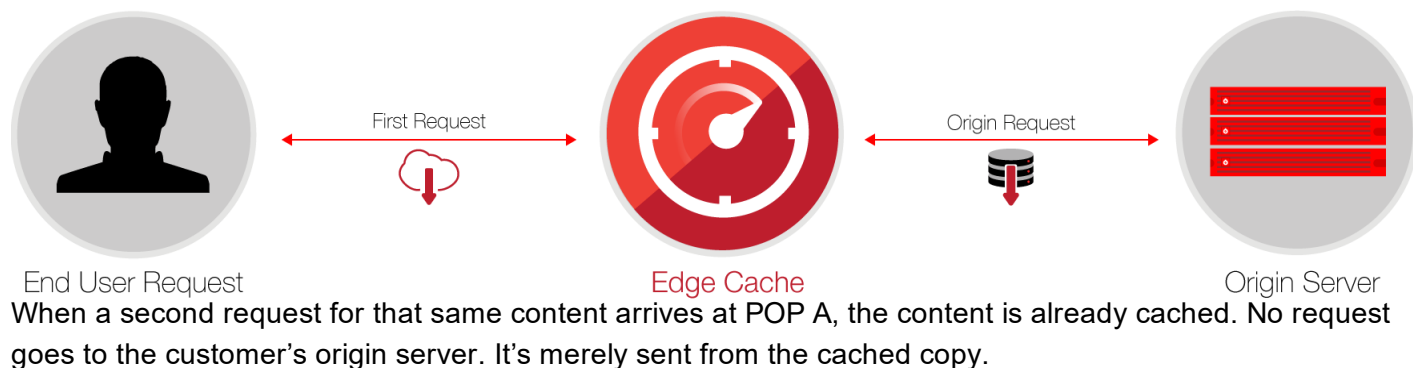 First Request
Origin Request
End User Request
Edge Cache
Origin Server
When a second request for that same content arrives at POP A, the content is already cached. No request
goes to the customer’s origin server. It’s merely sent from the cached copy.